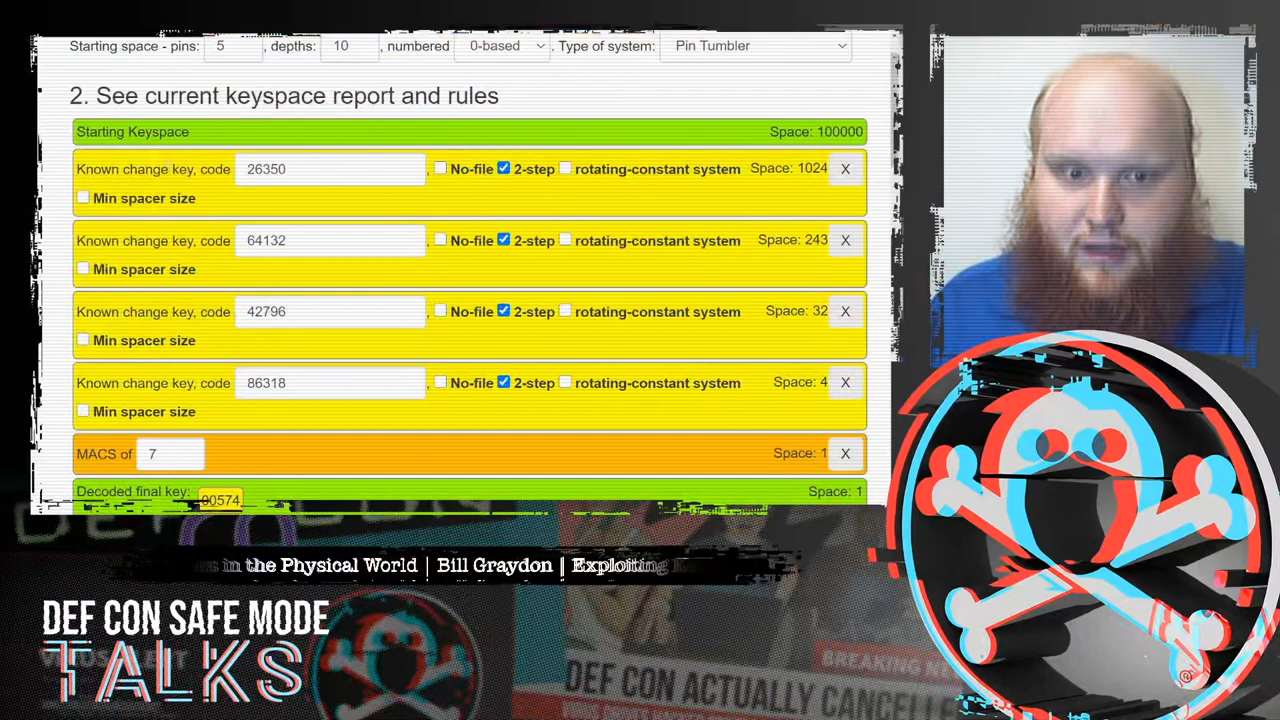 Starting space - pins: 5 , depths: 10 , numbered 0-based . Type of system: Pin Tumbler
2. See current keyspace report and rules
Starting Keyspace Space: 100000
Known change key, code 26350 , No-file 2-step rotating-constant system Space: 1024 X
Min spacer size
Known change key, code 64132 , No-file 2-step rotating-constant system Space: 243 X
Min spacer size
Known change key, code 42796 , No-file 2-step rotating-constant system Space: 32 X
Min spacer size
Known change key, code 86318 , No-file 2-step rotating-constant system Space: 4 X
Min spacer size
MACS of 7 Space: 1 X
Decoded final key: 00574 Space: 1
in the Physical World | Bill Graydon | Exploiting
DEF CON SAFE MODE
TALKS
BREAKING NE
DEF CON ACTUALLY CANCELLE
®